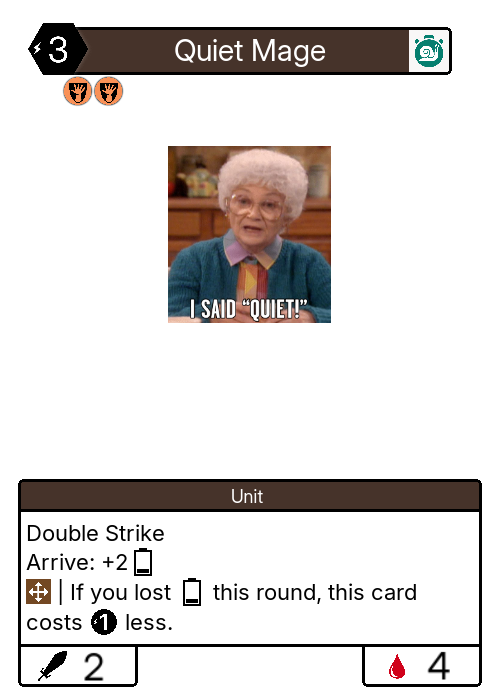 3
Quiet Mage
I SAID “QUIET!”
Unit
Double Strike
Arrive: +2
| If you lost this round, this card
costs 1 less.
2
4